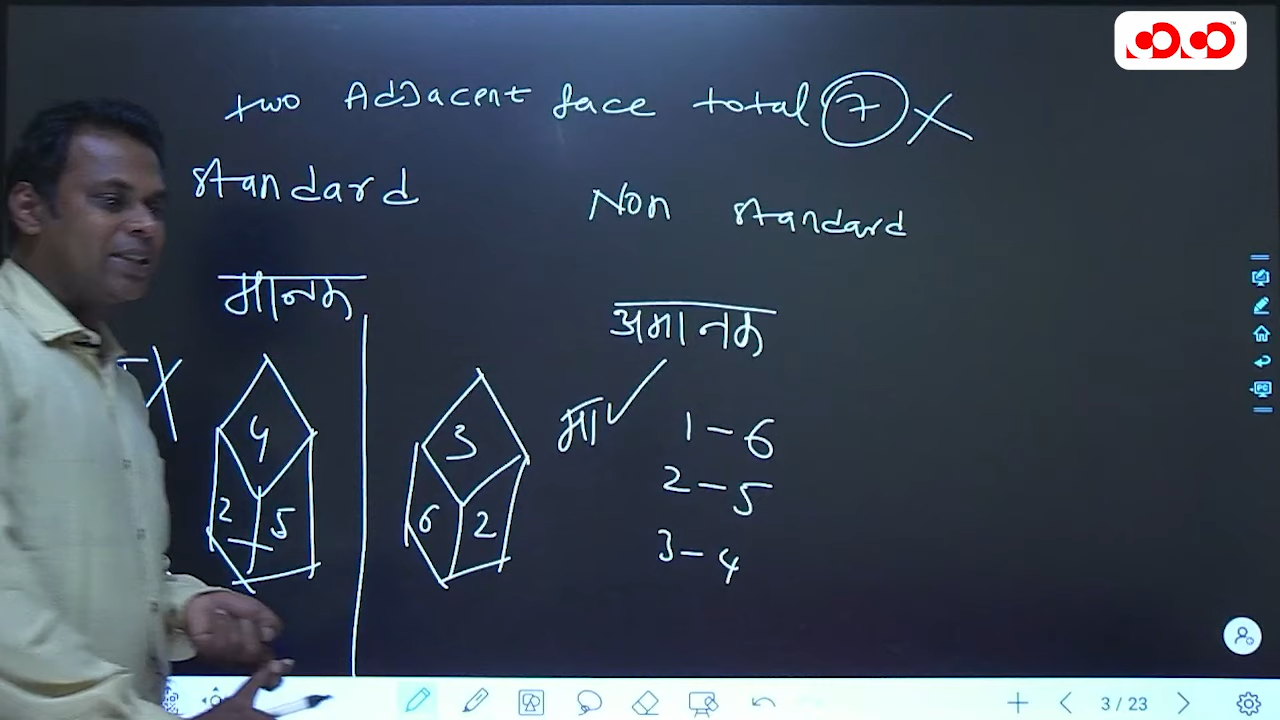 two Adjacent face total 7 X
standard
Non standard
मानक
अमानक
X
4
2 5
3
6 2
मा ✓
1 – 6
2 – 5
3 – 4
3 / 23